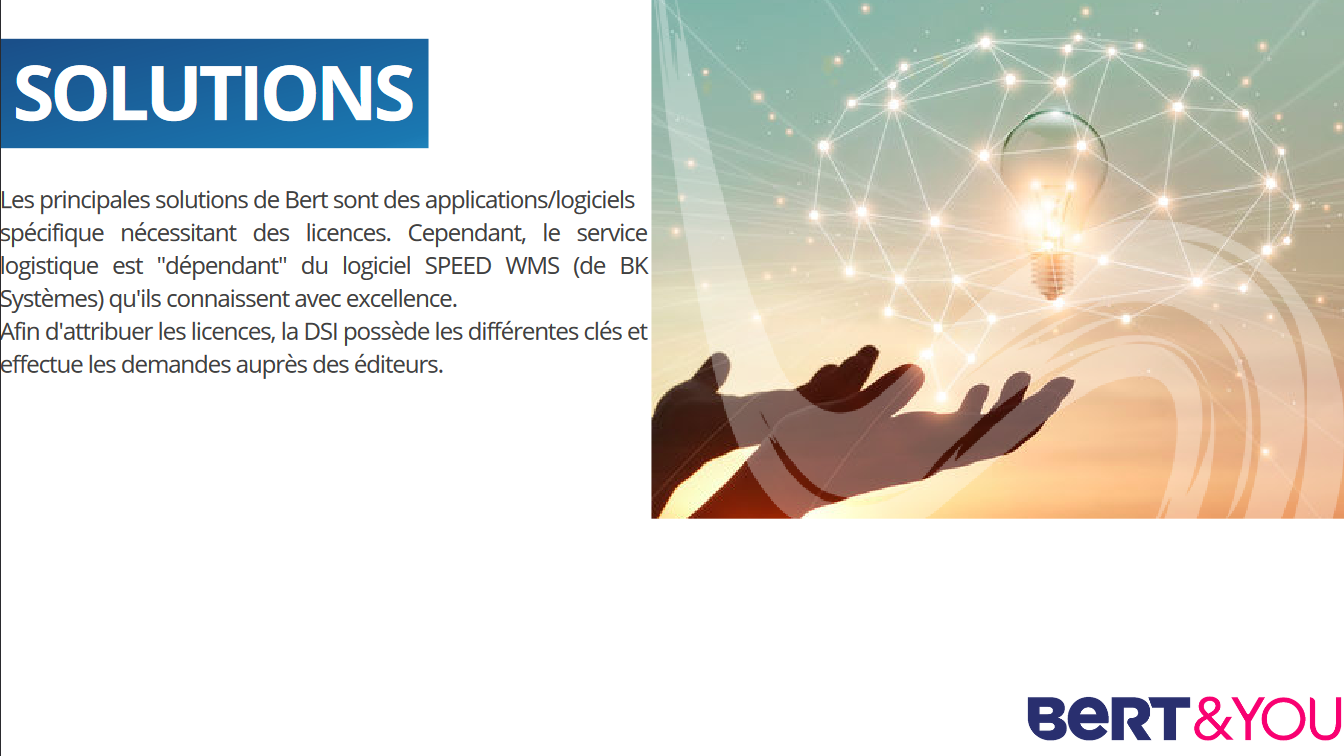 SOLUTIONS
Les principales solutions de Bert sont des applications/logiciels
spécifique nécessitant des licences. Cependant, le service
logistique est "dépendant" du logiciel SPEED WMS (de BK
Systèmes) qu'ils connaissent avec excellence.
Afin d'attribuer les licences, la DSI possède les différentes clés et
effectue les demandes auprès des éditeurs.
BeRT&YOU